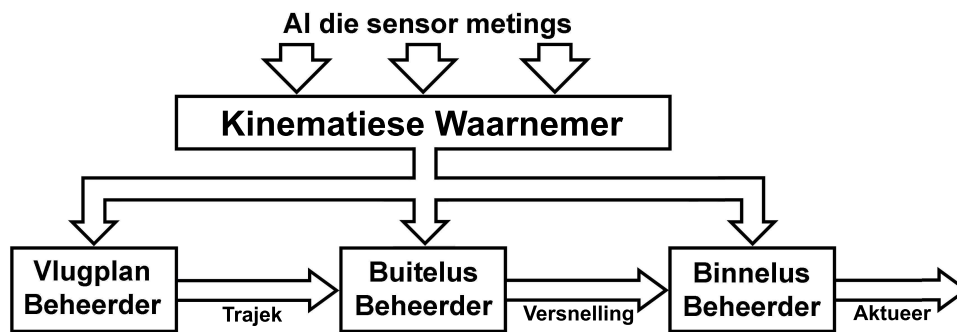 Al die sensor metings
Kinematiese Waarnemer
Vlugplan
Beheerder
Trajek
Buitelus
Beheerder
Versnelling
Binnelus
Beheerder
Aktueer